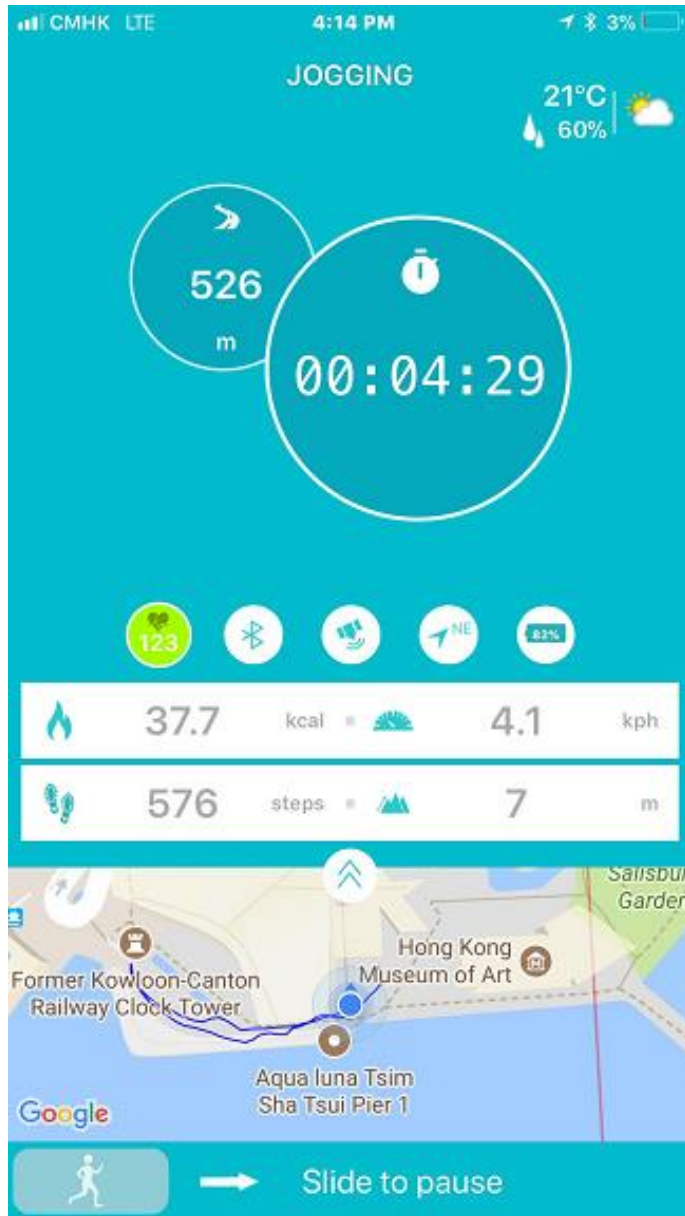 CMHK LTE 4:14 PM 3%
JOGGING
21°C
60%
526
m
00:04:29
123
NE
82%
37.7 kcal 4.1 kph
576 steps 7 m
Salisbu
Garder
Hong Kong
Museum of Art
Former Kowloon-Canton
Railway Clock Tower
Aqua luna Tsim
Sha Tsui Pier 1
Google
Slide to pause